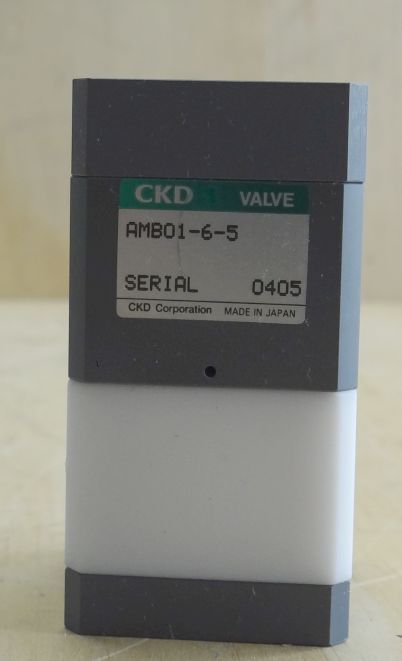 CKD VALVE
AMB01-6-5
SERIAL 0405
CKD Corporation MADE IN JAPAN